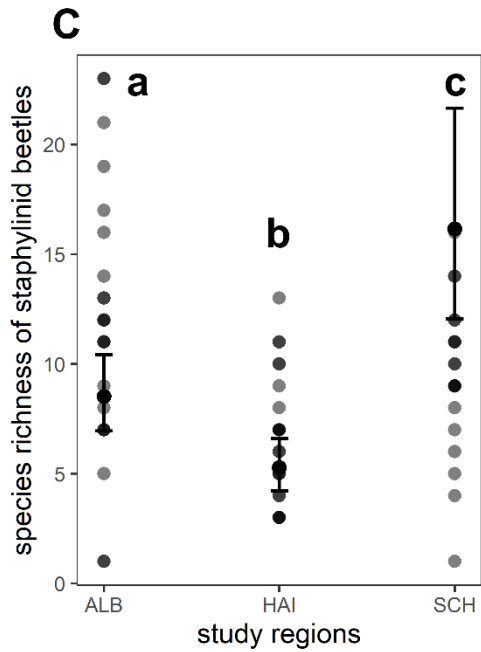 C
a
c
b
species richness of staphylinid beetles
20
15
10
5
0
ALB
HAI
SCH
study regions